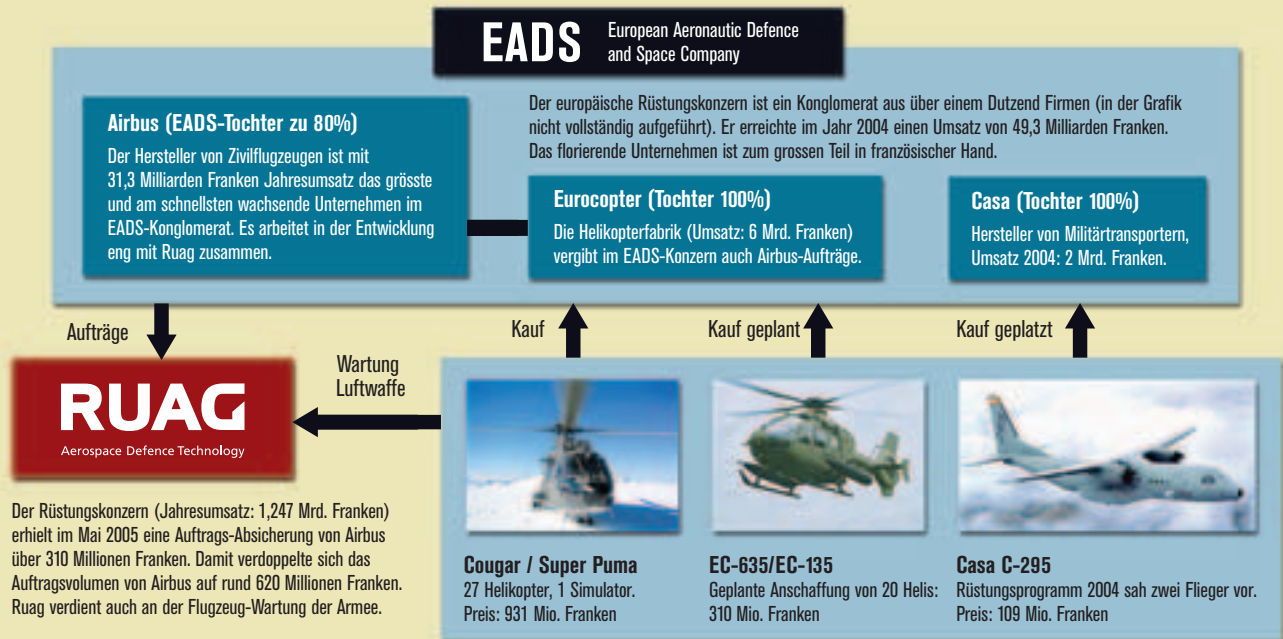 EADS
European Aeronautic Defence
and Space Company
Airbus (EADS-Tochter zu 80%)
Der Hersteller von Zivilflugzeugen ist mit
31,3 Milliarden Franken Jahresumsatz das grösste
und am schnellsten wachsende Unternehmen im
EADS-Konglomerat. Es arbeitet in der Entwicklung
eng mit Ruag zusammen.
Der europäische Rüstungskonzern ist ein Konglomerat aus über einem Dutzend Firmen (in der Grafik
nicht vollständig aufgeführt). Er erreichte im Jahr 2004 einen Umsatz von 49,3 Milliarden Franken.
Das florierende Unternehmen ist zum grossen Teil in französischer Hand.
Eurocopter (Tochter 100%)
Die Helikopterfabrik (Umsatz: 6 Mrd. Franken)
vergibt im EADS-Konzern auch Airbus-Aufträge.
Casa (Tochter 100%)
Hersteller von Militärtransportern,
Umsatz 2004: 2 Mrd. Franken.
Aufträge
Kauf
Kauf geplant
Kauf geplatzt
RUAG
Aerospace Defence Technology
Wartung
Luftwaffe
Der Rüstungskonzern (Jahresumsatz: 1,247 Mrd. Franken)
erhielt im Mai 2005 eine Auftrags-Absicherung von Airbus
über 310 Millionen Franken. Damit verdoppelte sich das
Auftragsvolumen von Airbus auf rund 620 Millionen Franken.
Ruag verdient auch an der Flugzeug-Wartung der Armee.
Cougar / Super Puma
27 Helikopter, 1 Simulator.
Preis: 931 Mio. Franken
EC-635/EC-135
Geplante Anschaffung von 20 Helis:
310 Mio. Franken
Casa C-295
Rüstungsprogramm 2004 sah zwei Flieger vor.
Preis: 109 Mio. Franken